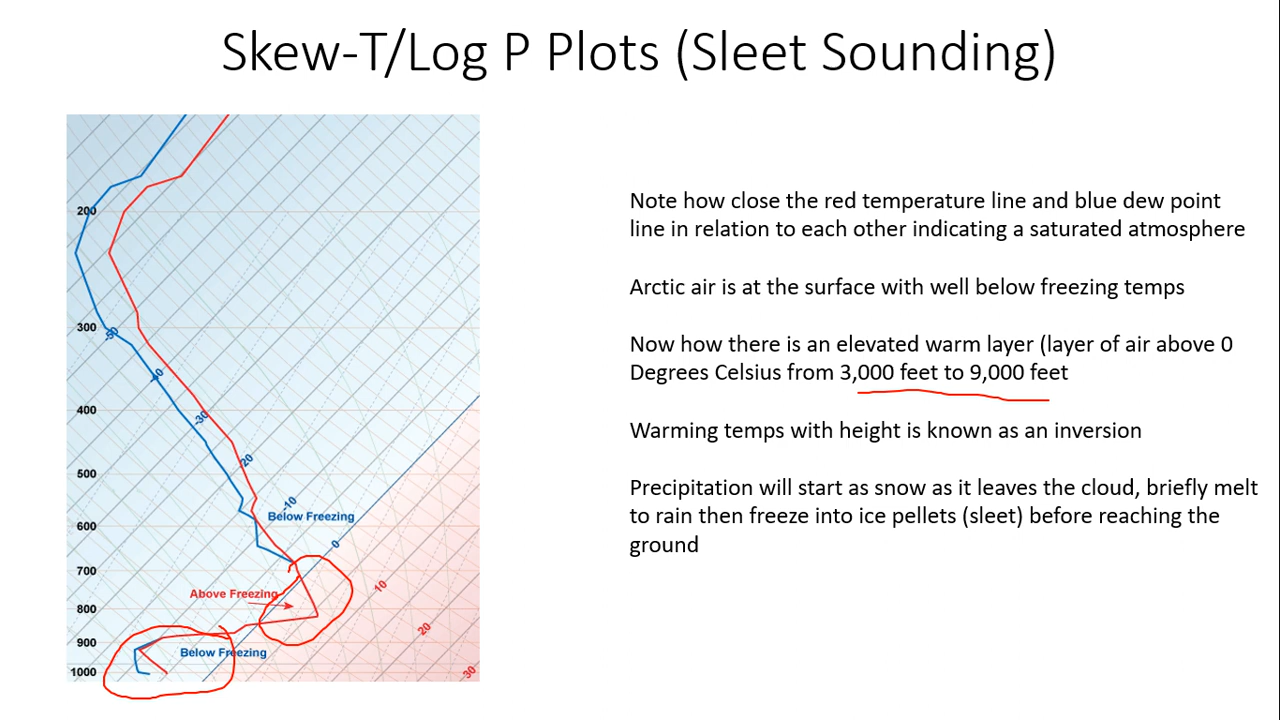 Skew-T/Log P Plots (Sleet Sounding)
200
300
400
500
600
700
800
900
1000
-50
-40
-30
-20
-10
0
10
20
30
Below Freezing
Above Freezing
Below Freezing
Note how close the red temperature line and blue dew point
line in relation to each other indicating a saturated atmosphere
Arctic air is at the surface with well below freezing temps
Now how there is an elevated warm layer (layer of air above 0
Degrees Celsius from 3,000 feet to 9,000 feet
Warming temps with height is known as an inversion
Precipitation will start as snow as it leaves the cloud, briefly melt
to rain then freeze into ice pellets (sleet) before reaching the
ground